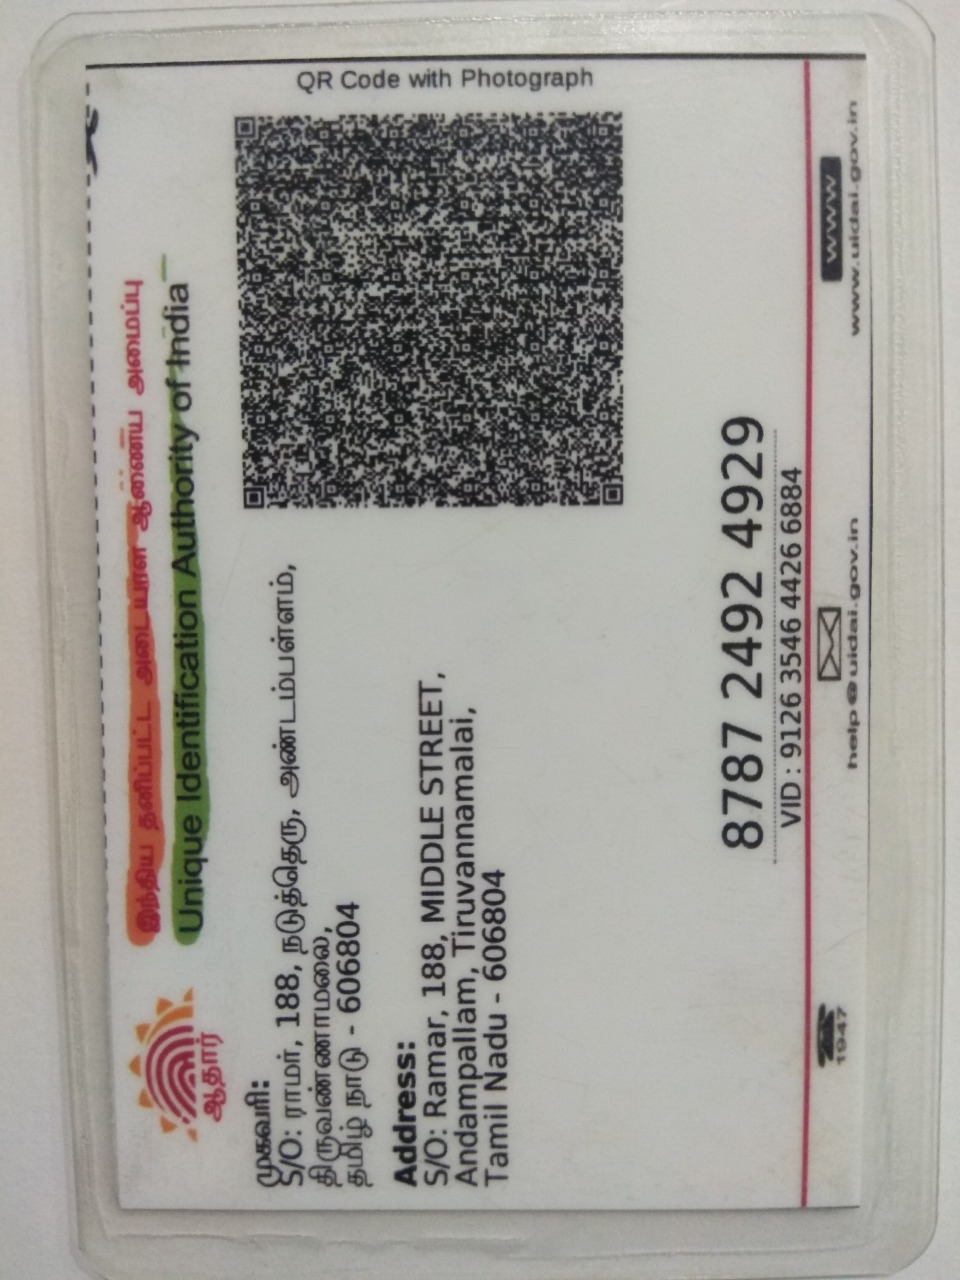 இந்திய தனிப்பட்ட அடையாள ஆணைய அமைப்பு
Unique Identification Authority of India
ஆதார்
QR Code with Photograph
முகவரி:
S/O: ராமர், 188, நடுத்தெரு, அண்டம்பள்ளம்,
திருவண்ணாமலை,
தமிழ் நாடு - 606804
Address:
S/O: Ramar, 188, MIDDLE STREET,
Andampallam, Tiruvannamalai,
Tamil Nadu - 606804
8787 2492 4929
VID : 9126 3546 4426 6884
1947
help@uidai.gov.in
www
www.uidai.gov.in